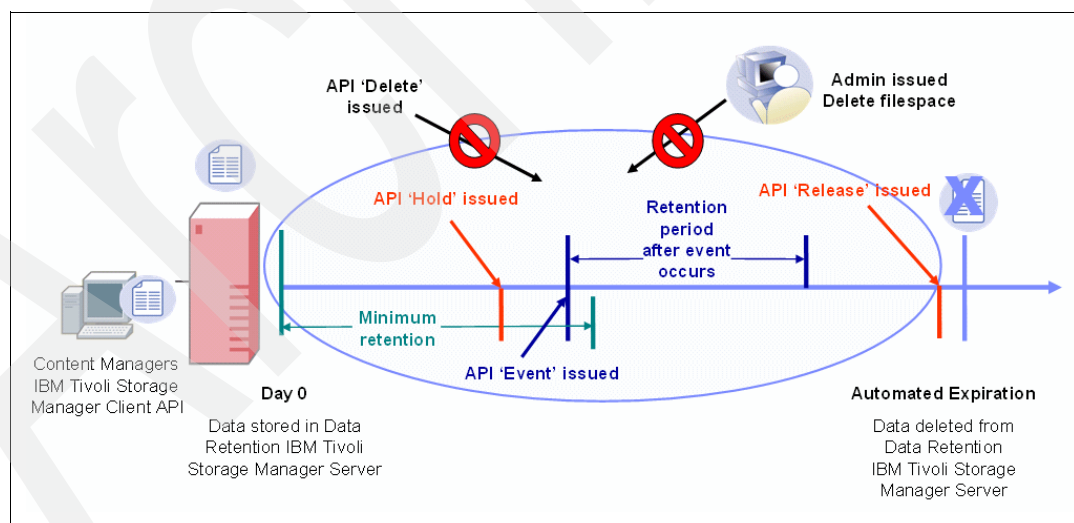 API 'Delete'
issued
Admin issued
Delete filespace
API 'Hold' issued
Retention
period
after event
occurs
API 'Release' issued
X
Minimum
retention
API 'Event' issued
Content Managers
IBM Tivoli Storage
Manager Client API
Day 0
Data stored in Data
Retention IBM Tivoli
Storage Manager Server
Automated Expiration
Data deleted from
Data Retention
IBM Tivoli Storage
Manager Server